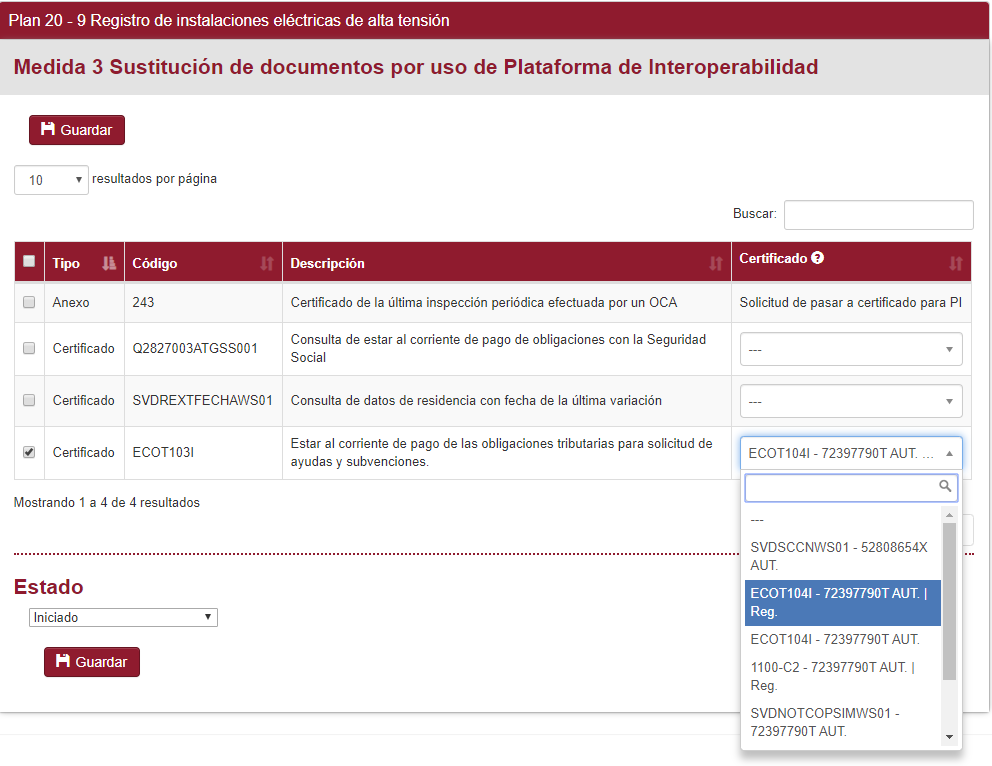 Plan 20 - 9 Registro de instalaciones eléctricas de alta tensión
Medida 3 Sustitución de documentos por uso de Plataforma de Interoperabilidad
Guardar
10 resultados por página
Buscar:
Tipo Código Descripción Certificado ?
Anexo 243 Certificado de la última inspección periódica efectuada por un OCA Solicitud de pasar a certificado para PI
Certificado Q2827003ATGSS001 Consulta de estar al corriente de pago de obligaciones con la Seguridad
Social
---
Certificado SVDREXTFECHAWS01 Consulta de datos de residencia con fecha de la última variación ---
Certificado ECOT103I Estar al corriente de pago de las obligaciones tributarias para solicitud de
ayudas y subvenciones.
ECOT104I - 72397790T AUT. ...
---
SVDSCCNWS01 - 52808654X
AUT.
ECOT104I - 72397790T AUT. |
Reg.
ECOT104I - 72397790T AUT.
1100-C2 - 72397790T AUT. |
Reg.
SVDNOTCOPSIMWS01 -
72397790T AUT.
Mostrando 1 a 4 de 4 resultados
Estado
Iniciado
Guardar